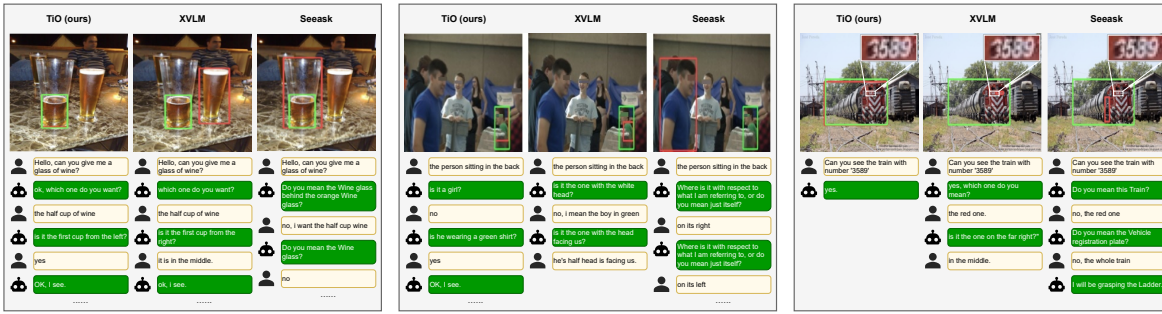 TiO (ours)
XVLM
Seeask
Hello, can you give me a
glass of wine?
ok, which one do you want?
the half cup of wine
is it the first cup from the left?
yes
OK, I see.
......
Hello, can you give me a
glass of wine?
which one do you want?
the half cup of wine
is it the first cup from the
right?
it is in the middle.
ok, i see.
Hello, can you give me a
glass of wine?
Do you mean the Wine glass
behind the orange Wine
glass?
no, i want the half cup wine
Do you mean the Wine
glass?
no
......
TiO (ours)
XVLM
Seeask
the person sitting in the back
is it a girl?
no
is he wearing a green shirt?
yes
OK, I see.
......
the person sitting in the back
is it the one with the white
head?
no, i mean the boy in green
is it the one with the head
facing us?
he's half head is facing us.
the person sitting in the back
Where is it with respect to
what I am referring to, or do
you mean just itself?
on its right
Where is it with respect to
what I am referring to, or do
you mean just itself?
on its left
......
TiO (ours)
XVLM
Seeask
3589
3589
3589
Can you see the train with
number '3589'
yes.
Can you see the train with
number '3589'
yes, which one do you
mean?
the red one.
Is it the one on the far right?"
in the middle.
Can you see the train with
number '3589'
Do you mean this Train?
no, the red one
Do you mean the Vehicle
registration plate?
no, the whole train
I will be grasping the Ladder.